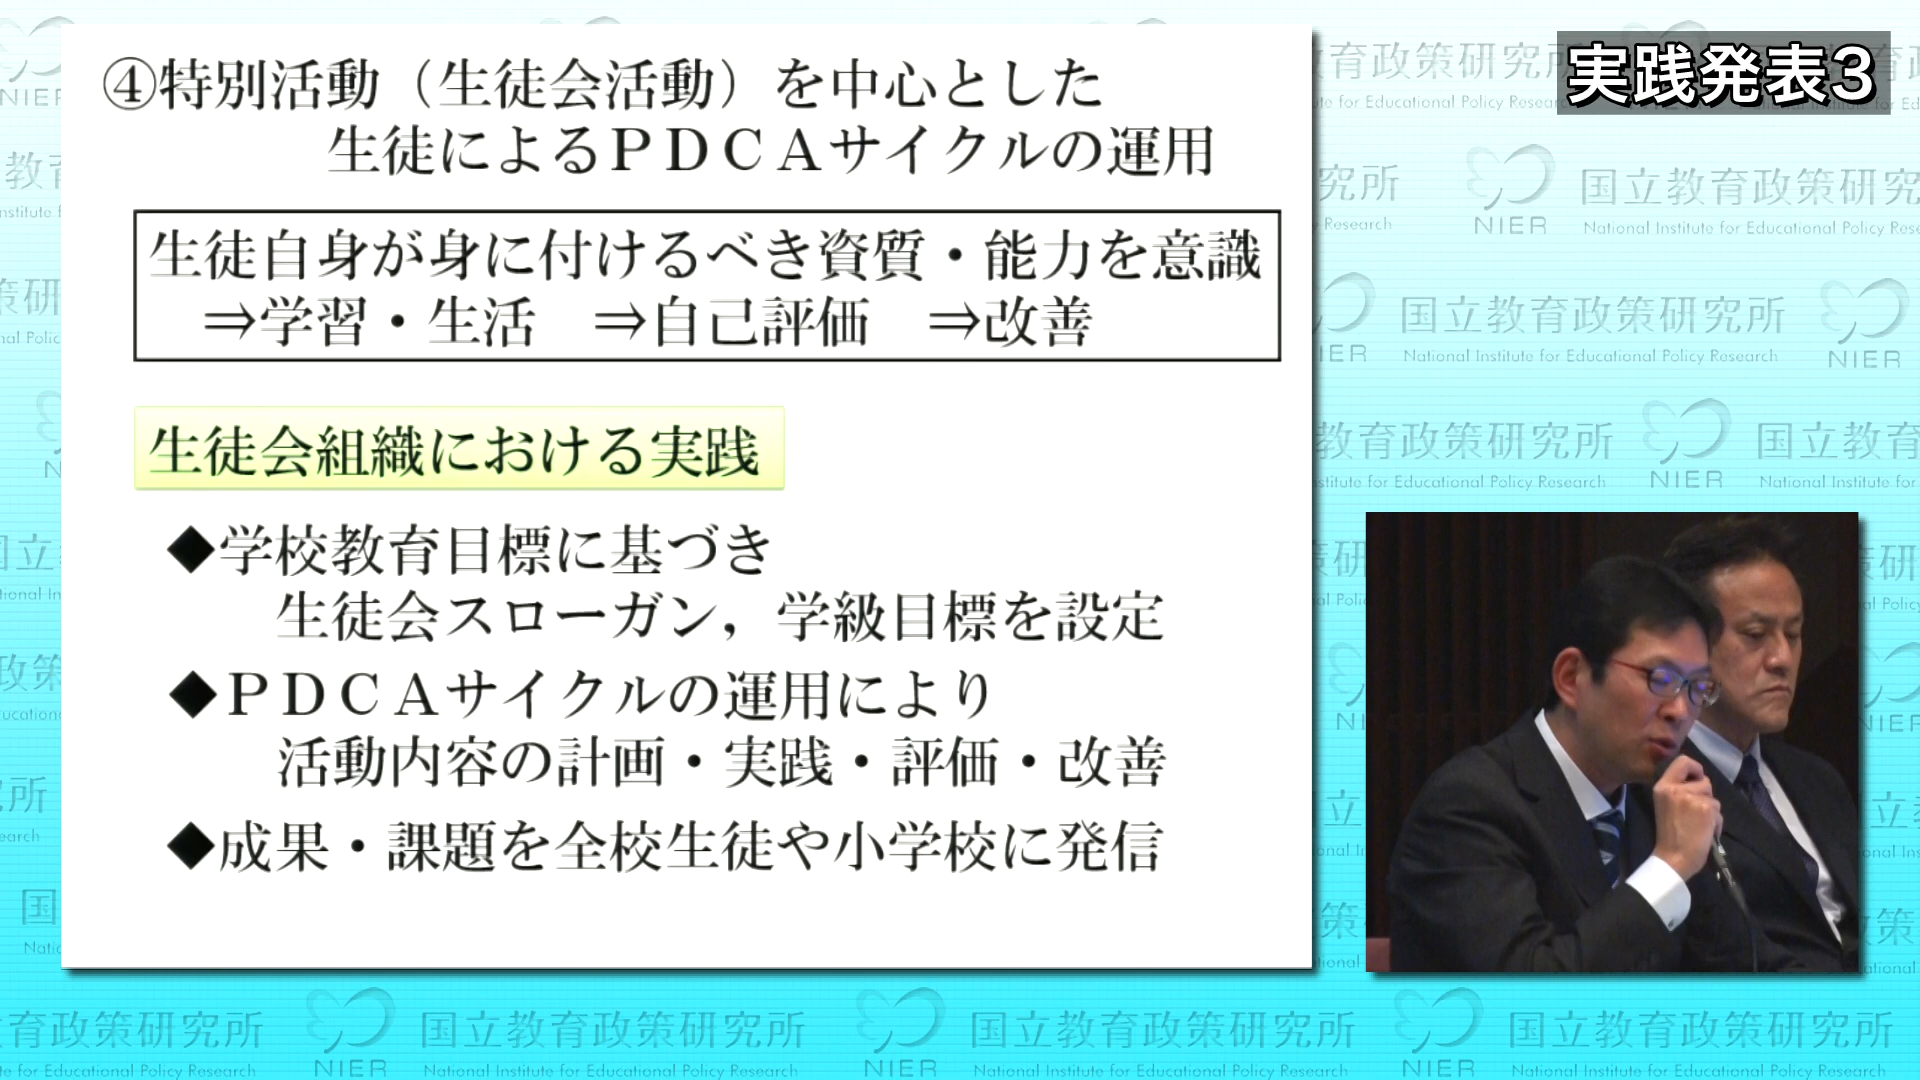 ④特別活動（生徒会活動）を中心とした
生徒によるＰＤＣＡサイクルの運用
生徒自身が身に付けるべき資質・能力を意識
⇒学習・生活　⇒自己評価　⇒改善
生徒会組織における実践
◆学校教育目標に基づき
生徒会スローガン，学級目標を設定
◆ＰＤＣＡサイクルの運用により
活動内容の計画・実践・評価・改善
◆成果・課題を全校生徒や小学校に発信
実践発表3
国立教育政策研究所
National Institute for Educational Policy Research
NIER